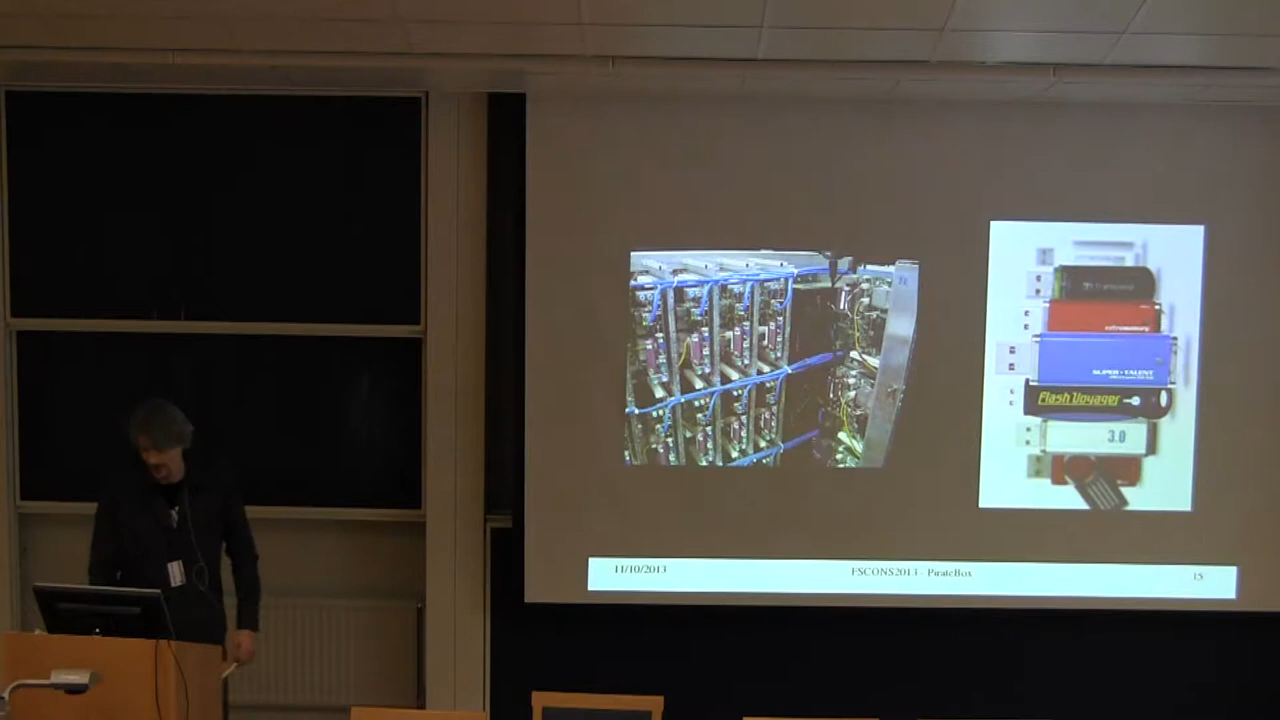 Transcend
extrememory
SUPER TALENT
Flash Voyager
3.0
11/10/2013
FSCONS2013 - PirateBox
15